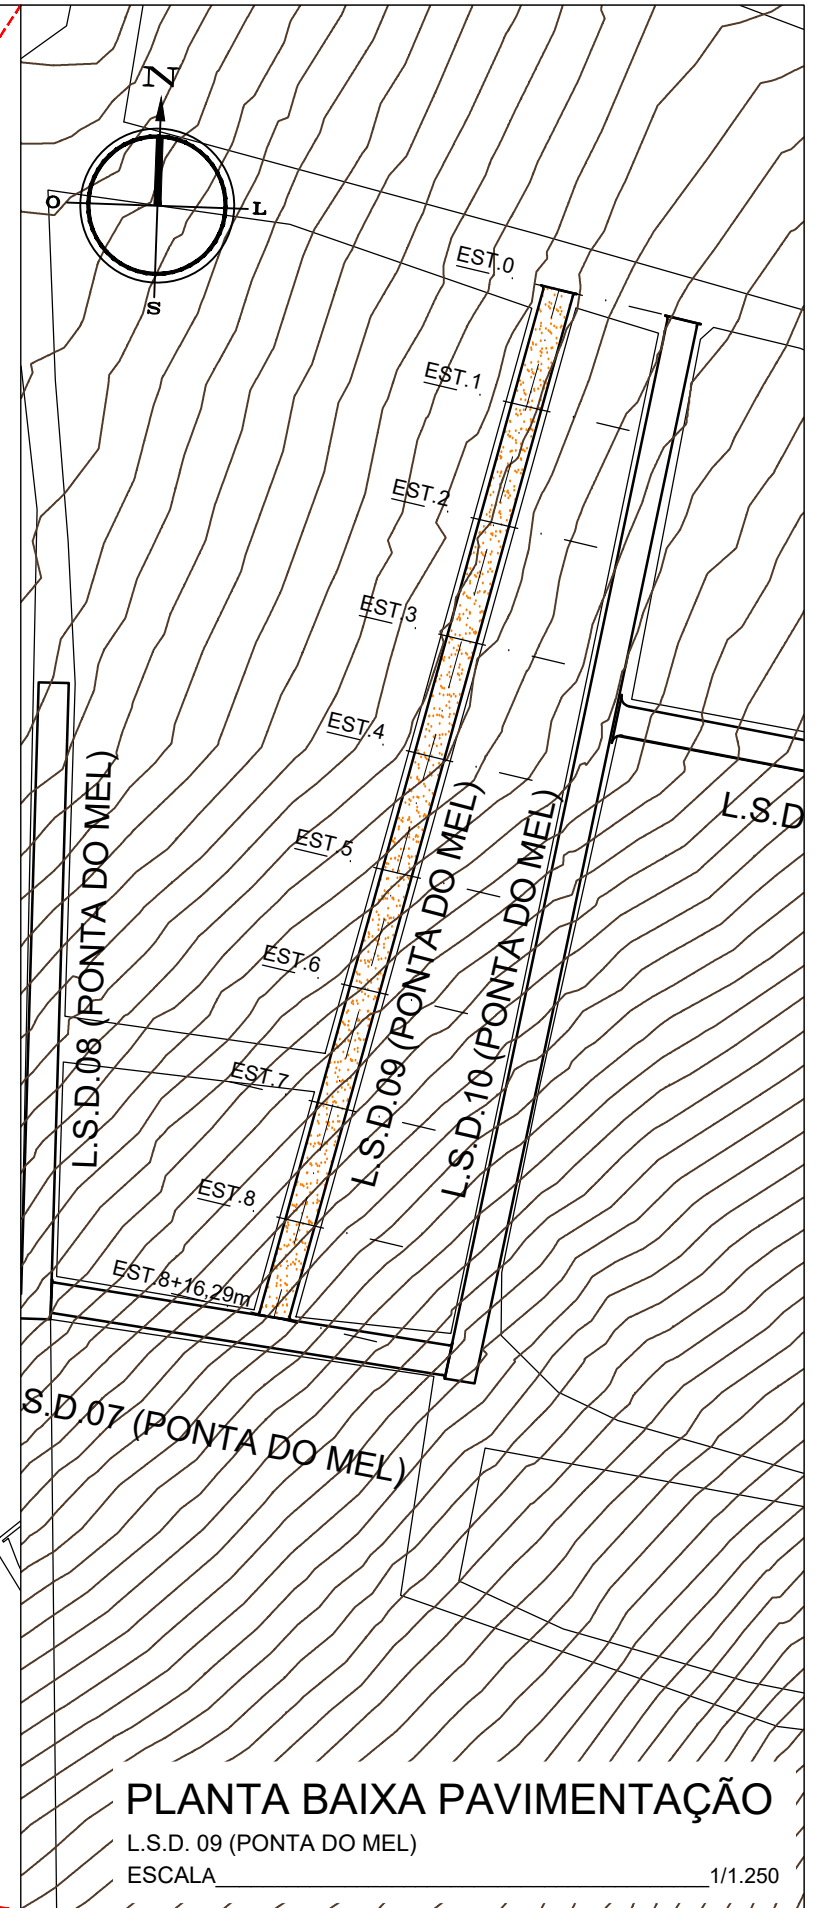 N
O
L
S
EST.0
EST.1
EST.2
EST.3
EST.4
EST 5
EST.6
EST.7
EST.8
EST.8+16,29m
L.S.D.08 (PONTA DO MEL)
L.S.D.09 (PONTA DO MEL)
L.S.D.10 (PONTA DO MEL)
L.S.D
S.D.07 (PONTA DO MEL)
PLANTA BAIXA PAVIMENTAÇÃO
L.S.D. 09 (PONTA DO MEL)
ESCALA 1/1.250